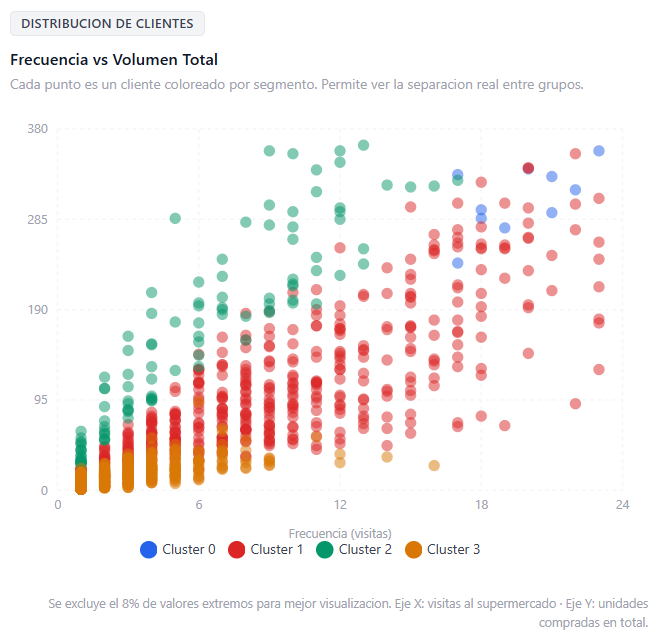 DISTRIBUCION DE CLIENTES
Frecuencia vs Volumen Total
Cada punto es un cliente coloreado por segmento. Permite ver la separacion real entre grupos.
380
285
190
95
0
0 6 12 18 24
Frecuencia (visitas)
Cluster 0 Cluster 1 Cluster 2 Cluster 3
Se excluye el 8% de valores extremos para mejor visualizacion. Eje X: visitas al supermercado · Eje Y: unidades
compradas en total.